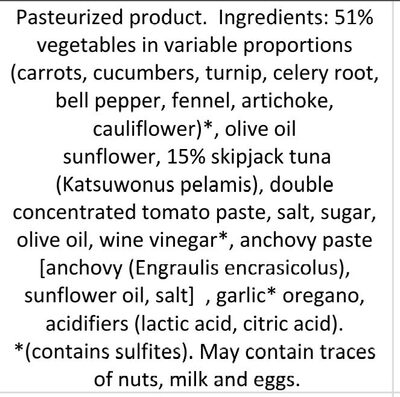 Pasteurized product.  Ingredients: 51%
vegetables in variable proportions
(carrots, cucumbers, turnip, celery root,
bell pepper, fennel, artichoke,
cauliflower)*, olive oil
sunflower, 15% skipjack tuna
(Katsuwonus pelamis), double
concentrated tomato paste, salt, sugar,
olive oil, wine vinegar*, anchovy paste
[anchovy (Engraulis encrasicolus),
sunflower oil, salt]  , garlic* oregano,
acidifiers (lactic acid, citric acid).
*(contains sulfites). May contain traces
of nuts, milk and eggs.